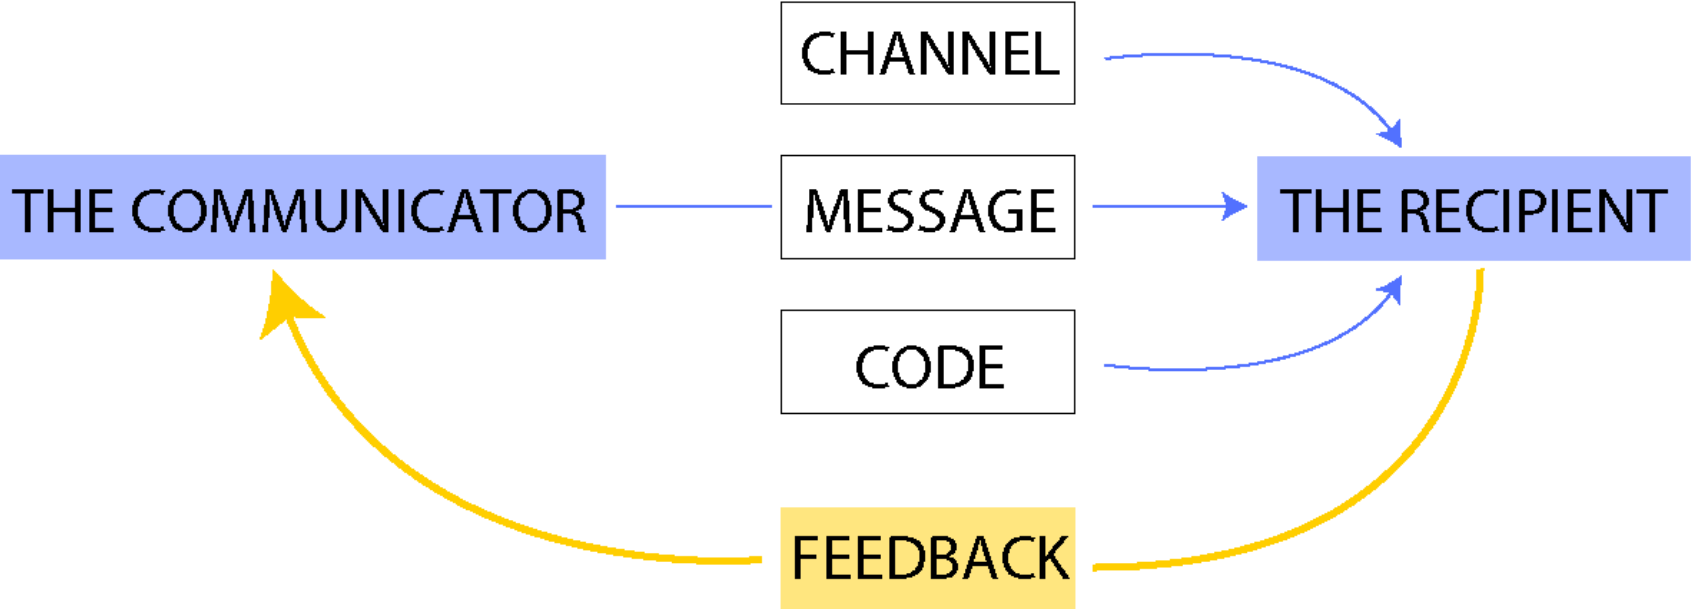 CHANNEL
THE COMMUNICATOR
MESSAGE
THE RECIPIENT
CODE
FEEDBACK